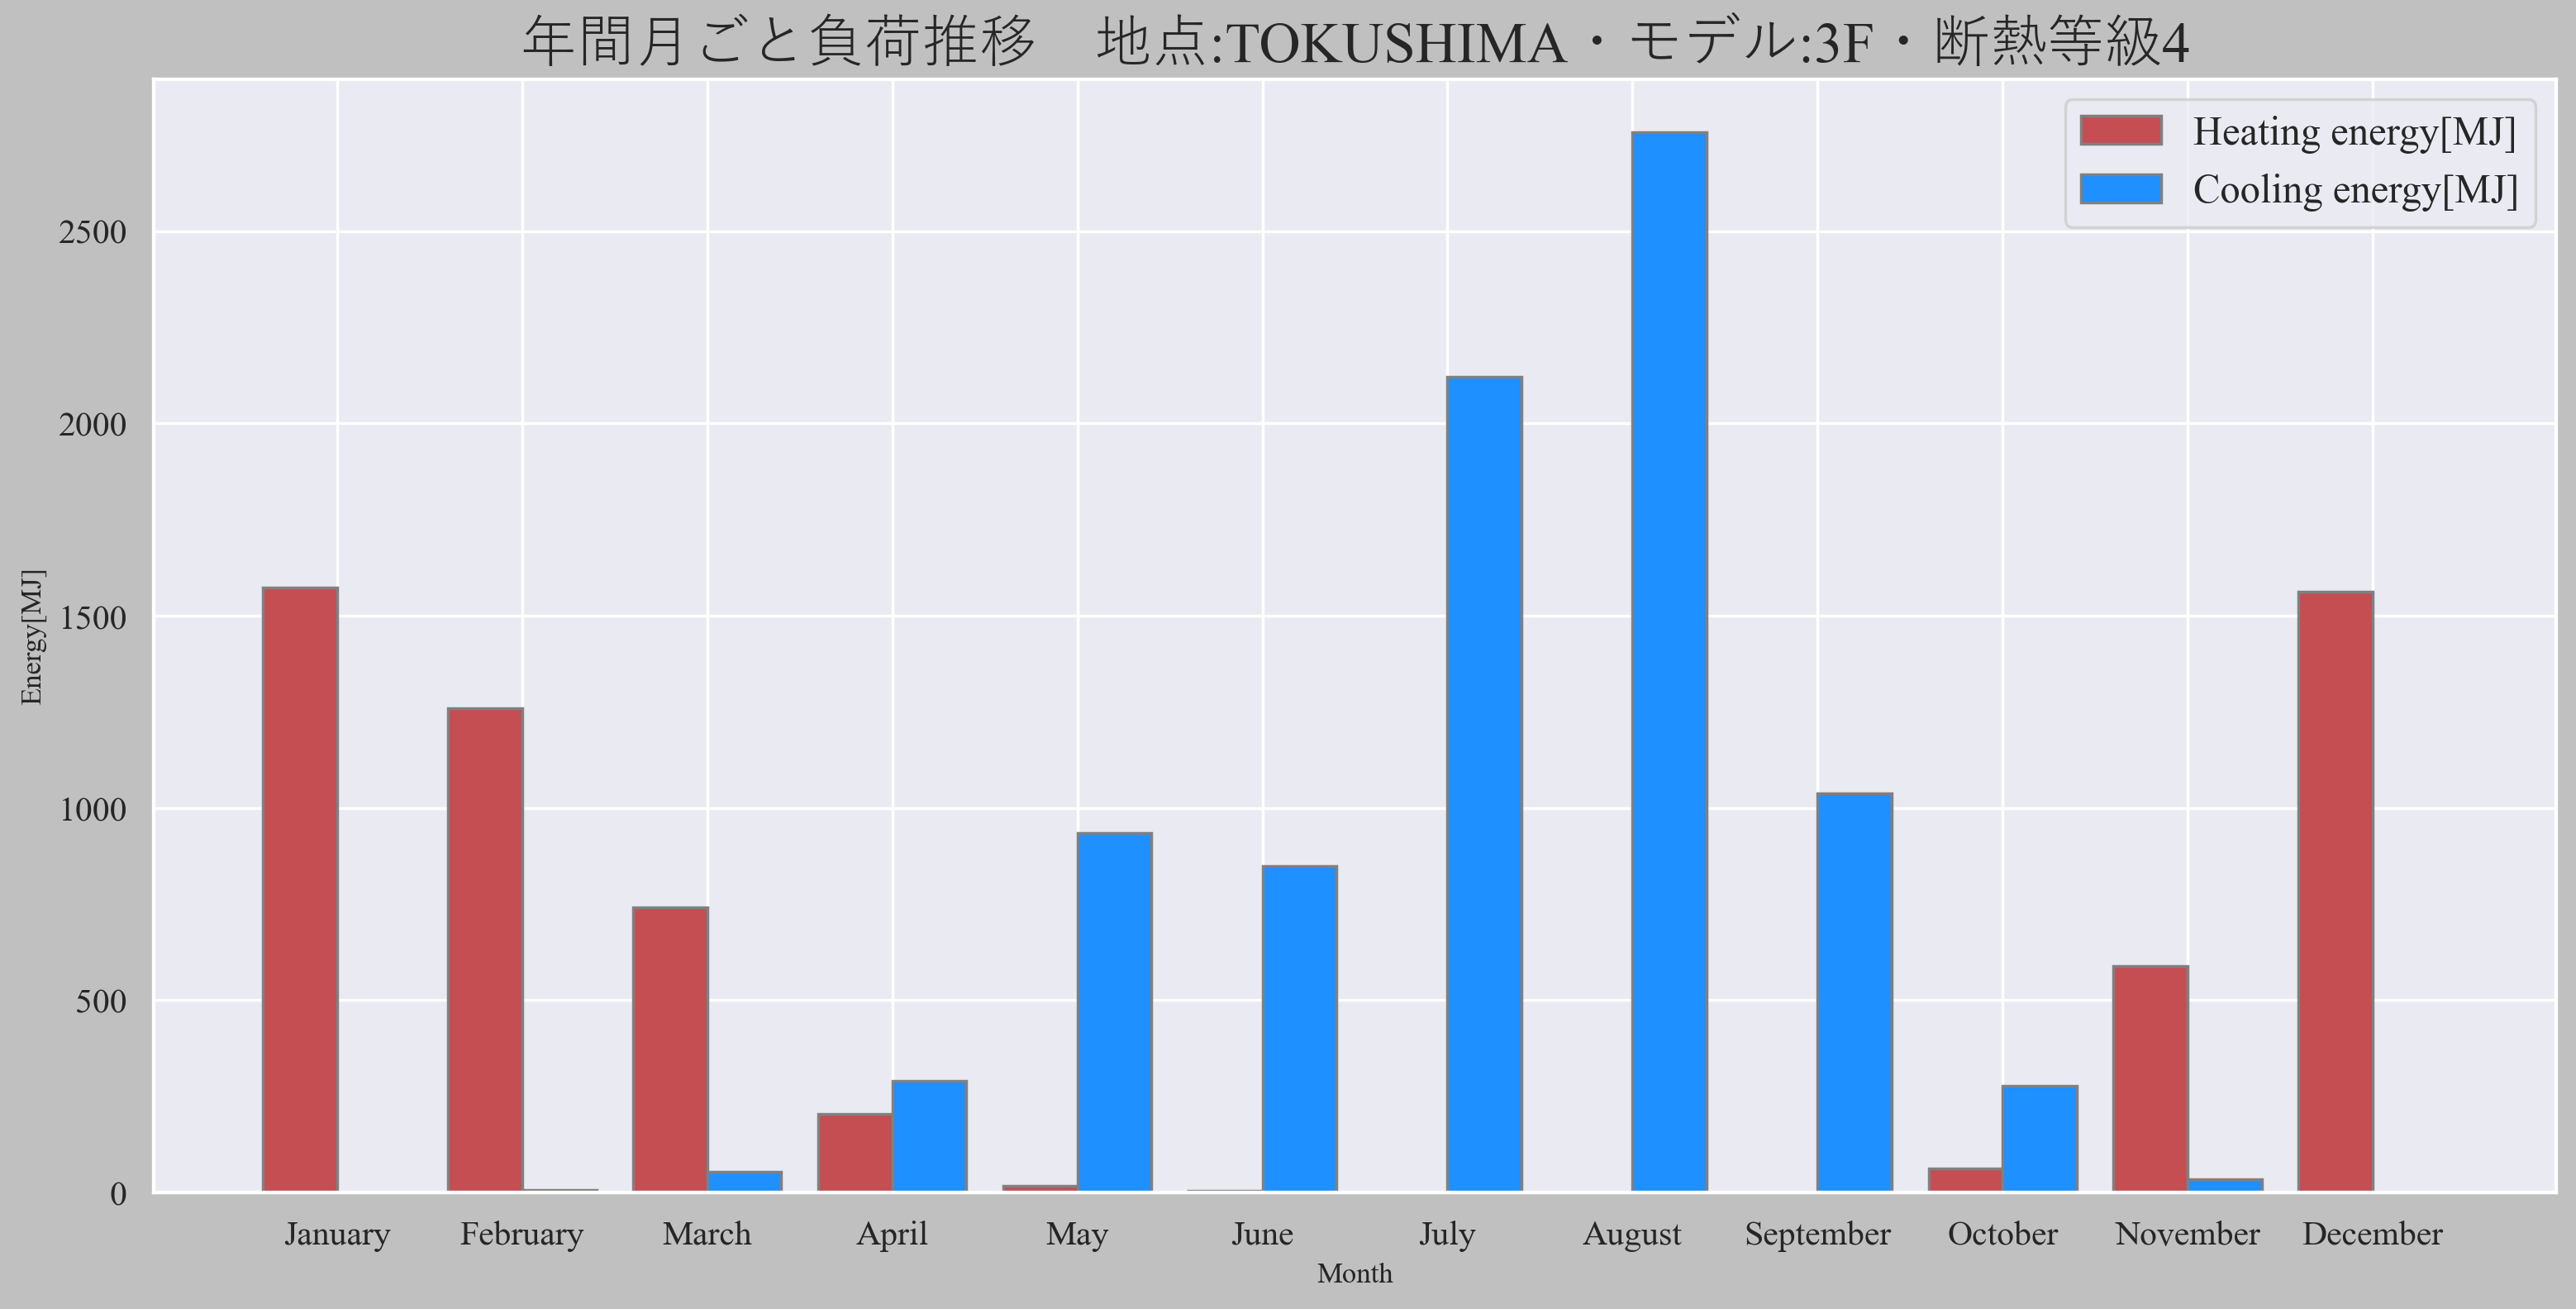 年間月ごと負荷推移　地点:TOKUSHIMA・モデル:3F・断熱等級4
Heating energy[MJ]
Cooling energy[MJ]
Energy[MJ]
2500
2000
1500
1000
500
0
January February March April May June July August September October November December
Month